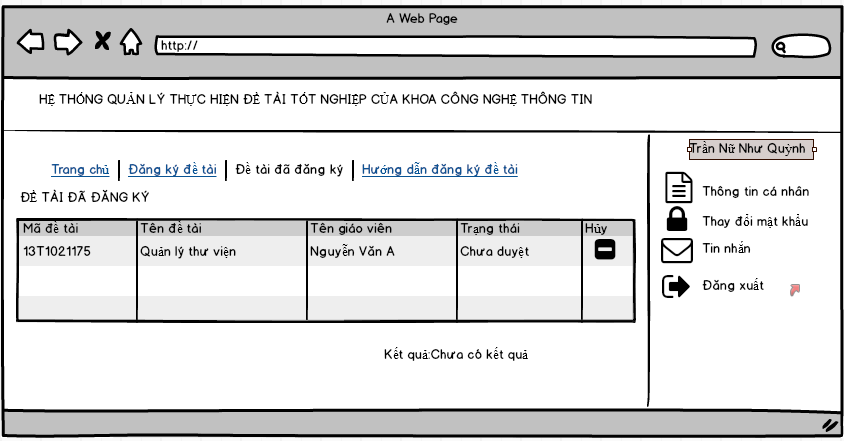 A Web Page
http://
HỆ THỐNG QUẢN LÝ THỰC HIỆN ĐỀ TÀI TỐT NGHIỆP CỦA KHOA CÔNG NGHỆ THÔNG TIN
Trang chủ Đăng ký đề tài Đề tài đã đăng ký Hướng dẫn đăng ký đề tài
ĐỀ TÀI ĐÃ ĐĂNG KÝ
Mã đề tài Tên đề tài Tên giáo viên Trạng thái Hủy
13T1021175 Quản lý thư viện Nguyễn Văn A Chưa duyệt
Kết quả:Chưa có kết quả
Trần Nữ Như Quỳnh
Thông tin cá nhân
Thay đổi mật khẩu
Tin nhắn
Đăng xuất